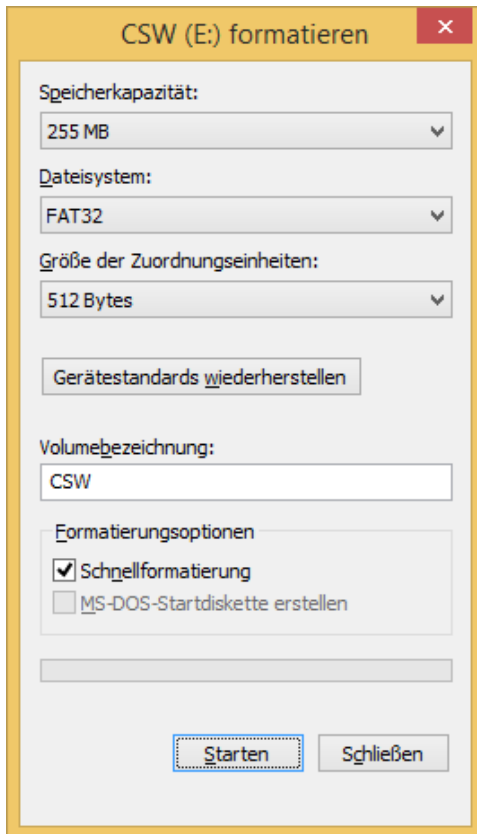 CSW (E:) formatieren
Speicherkapazität:
255 MB
Dateisystem:
FAT32
Größe der Zuordnungseinheiten:
512 Bytes
Gerätestandards wiederherstellen
Volumebezeichnung:
CSW
Formatierungsoptionen
Schnellformatierung
MS-DOS-Startdiskette erstellen
Starten Schließen